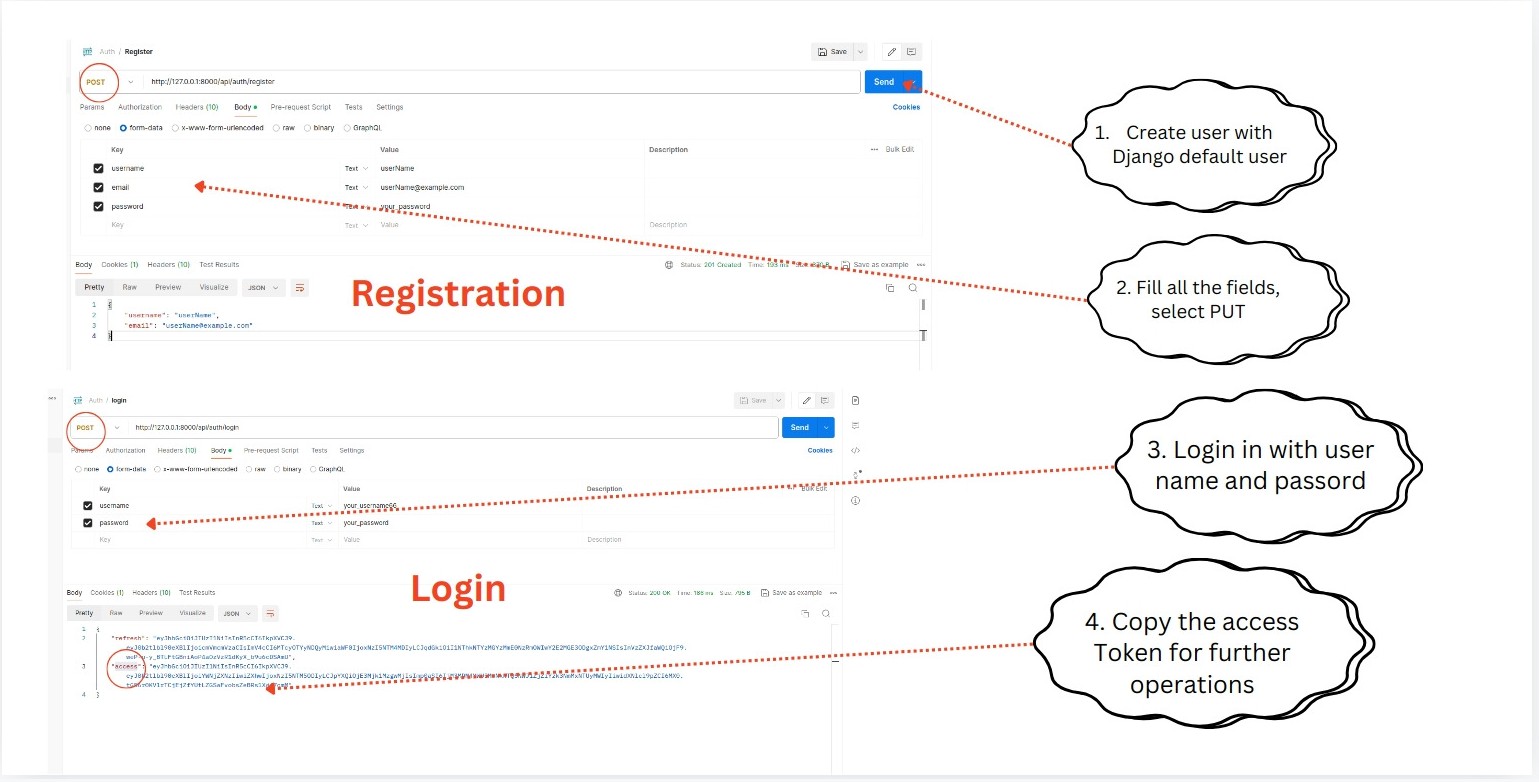 Auth / Register
Save
POST
http://127.0.0.1:8000/api/auth/register
Send
Params Authorization Headers (10) Body Pre-request Script Tests Settings
Cookies
none form-data x-www-form-urlencoded raw binary GraphQL
Key Value Description ••• Bulk Edit
username Text userName
email Text userName@example.com
password Text your_password
Key Text Value Description
Body Cookies (1) Headers (10) Test Results
Status: 201 Created Time: 193 ms Save as example
Pretty Raw Preview Visualize JSON
Registration
1 {
2 "username": "userName",
3 "email": "userName@example.com"
4 }
1. Create user with
Django default user
2. Fill all the fields,
select PUT
Auth / login
Save
POST
http://127.0.0.1:8000/api/auth/login
Send
Params Authorization Headers (10) Body Pre-request Script Tests Settings
Cookies
none form-data x-www-form-urlencoded raw binary GraphQL
Key Value Description Bulk Edit
username Text your_username66
password Text your_password
Key Text Value Description
Login
Body Cookies (1) Headers (10) Test Results
Status: 200 OK Time: 186 ms Size: 795 B Save as example
Pretty Raw Preview Visualize JSON
1 {
2 "refresh":
3 "access":
4 }
3. Login in with user
name and passord
4. Copy the access
Token for further
operations